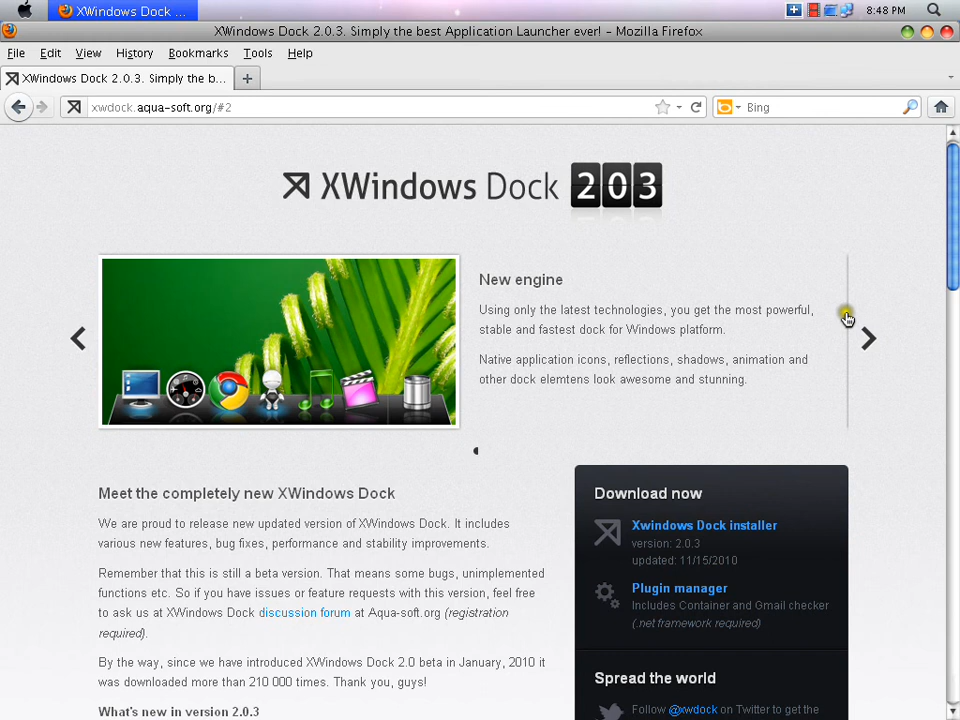 XWindows Dock ...
8:48 PM
XWindows Dock 2.0.3. Simply the best Application Launcher ever! - Mozilla Firefox
File Edit View History Bookmarks Tools Help
XWindows Dock 2.0.3. Simply the b...
xwdock.aqua-soft.org/#2
Bing
XWindows Dock 203
New engine
Using only the latest technologies, you get the most powerful,
stable and fastest dock for Windows platform.
Native application icons, reflections, shadows, animation and
other dock elemtens look awesome and stunning.
Meet the completely new XWindows Dock
We are proud to release new updated version of XWindows Dock. It includes
various new features, bug fixes, performance and stability improvements.
Remember that this is still a beta version. That means some bugs, unimplemented
functions etc. So if you have issues or feature requests with this version, feel free
to ask us at XWindows Dock discussion forum at Aqua-soft.org (registration
required).
By the way, since we have introduced XWindows Dock 2.0 beta in January, 2010 it
was downloaded more than 210 000 times. Thank you, guys!
What's new in version 2.0.3
Download now
Xwindows Dock installer
version: 2.0.3
updated: 11/15/2010
Plugin manager
Includes Container and Gmail checker
(.net framework required)
Spread the world
Follow @xwdock on Twitter to get the